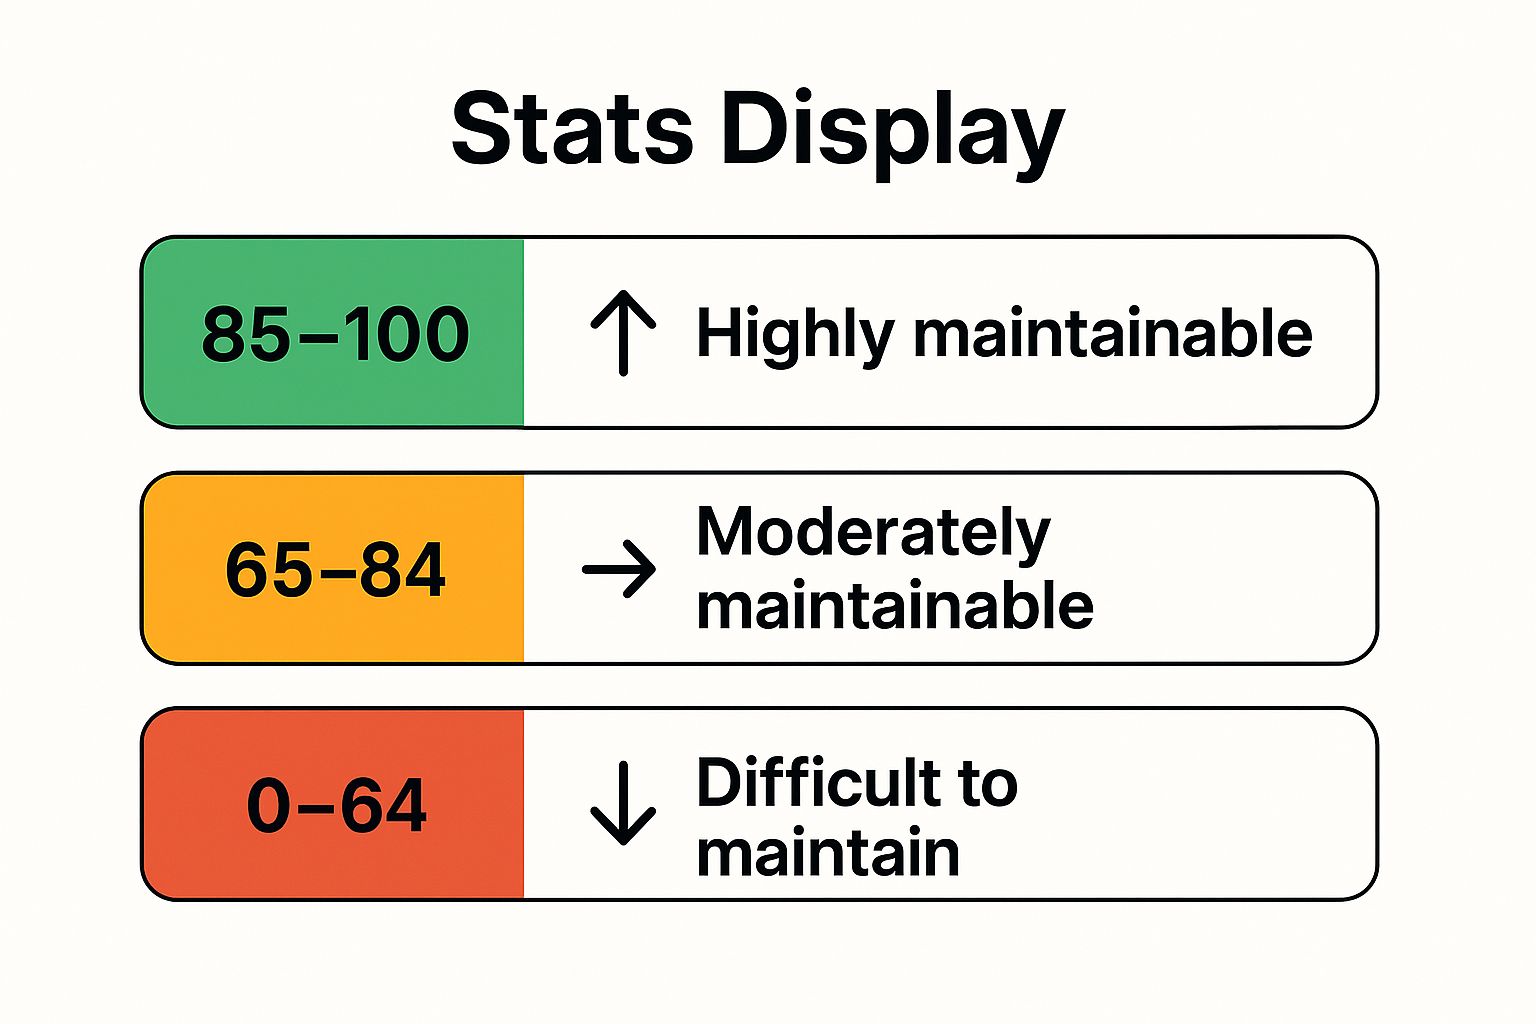 Stats Display
85–100
Highly maintainable
65–84
Moderately
maintainable
0–64
Difficult to
maintain